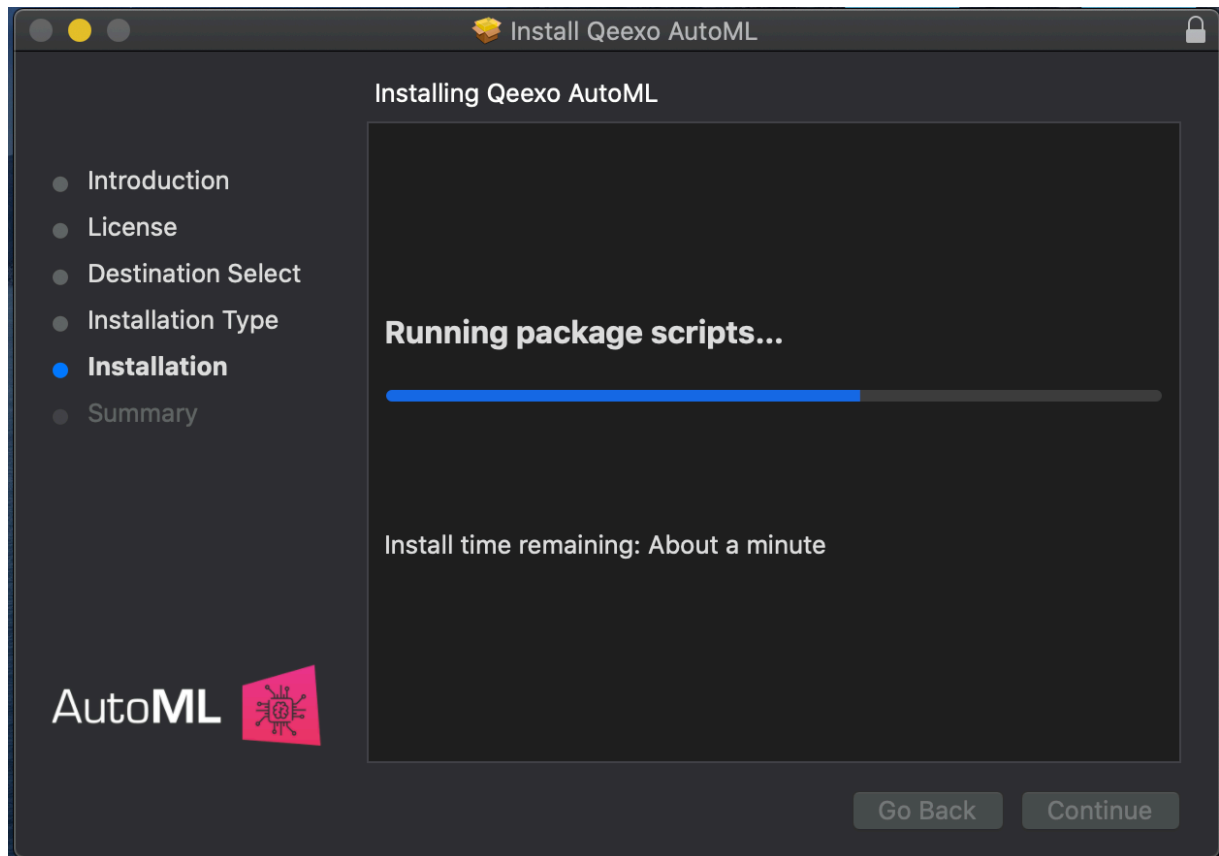 Install Qeexo AutoML
Installing Qeexo AutoML
Introduction
License
Destination Select
Installation Type
Installation
Summary
Running package scripts...
Install time remaining: About a minute
AutoML
Go Back
Continue